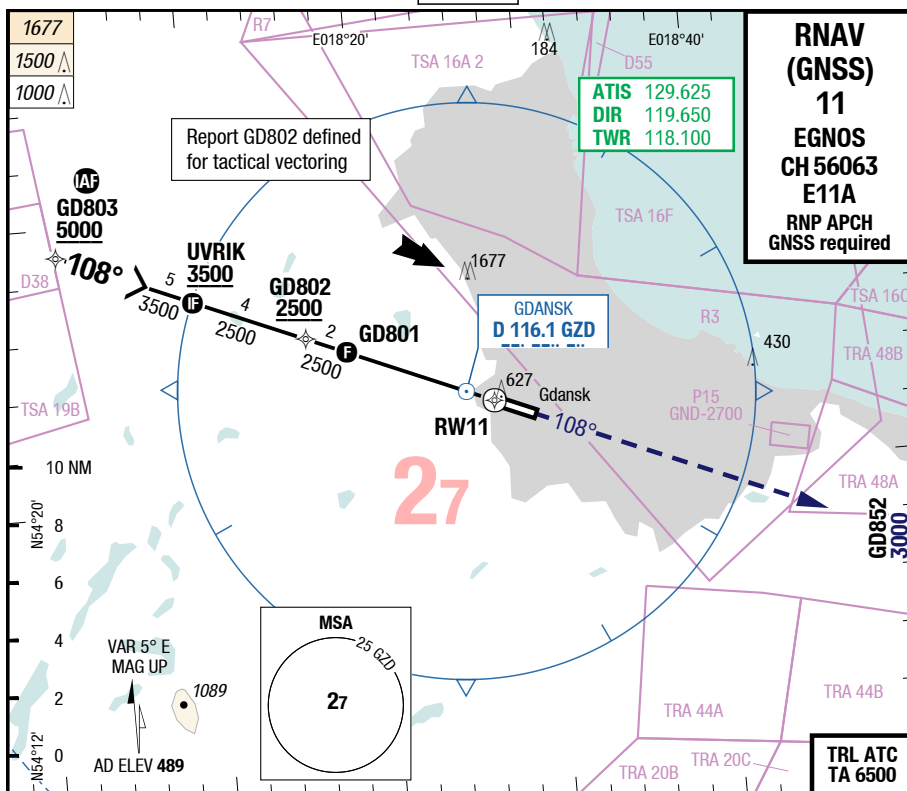 1677
1500
1000
R7
E018°20'
184
E018°40'
D55
TSA 16A 2
ATIS 129.625
DIR 119.650
TWR 118.100
RNAV
(GNSS)
11
EGNOS
CH 56063
E11A
RNP APCH
GNSS required
Report GD802 defined
for tactical vectoring
IAF
GD803
5000
108°
D38
TSA 16F
UVRIK
3500
IF
5
3500
4
2500
GD802
2500
2
2500
GD801
F
1677
GDANSK
D 116.1 GZD
R3
TSA 16C
430
TRA 48B
TSA 19B
627
Gdansk
RW11
108°
P15
GND-2700
TRA 48A
GD852
3000
27
10 NM
N54°20'
8
6
4
2
0
N54°12'
VAR 5° E
MAG UP
1089
AD ELEV 489
MSA
25 GZD
27
TRA 44A
TRA 44B
TRA 20B
TRA 20C
TRL ATC
TA 6500